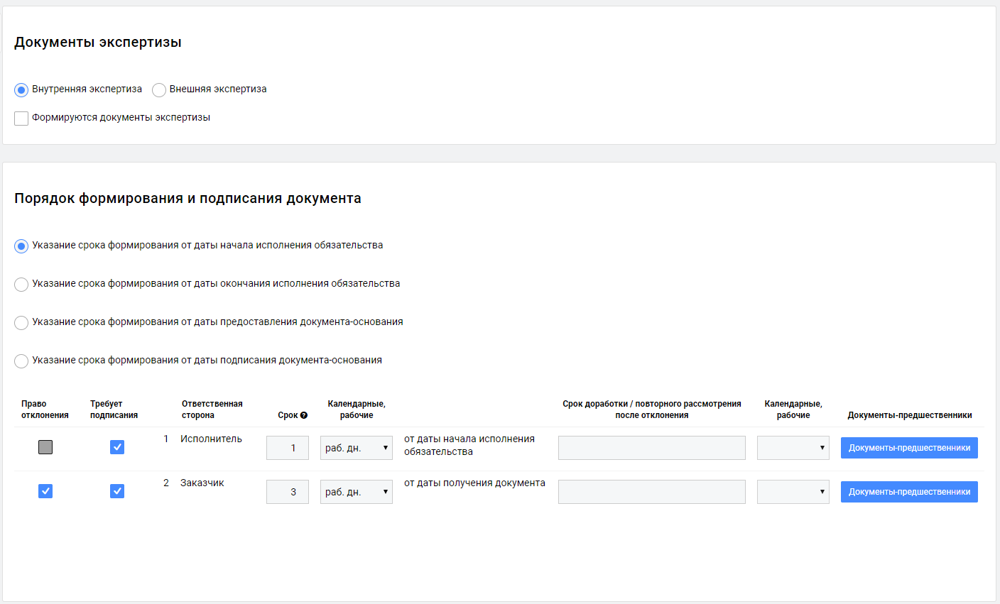 Документы экспертизы
Внутренняя экспертиза Внешняя экспертиза
Формируются документы экспертизы
Порядок формирования и подписания документа
Указание срока формирования от даты начала исполнения обязательства
Указание срока формирования от даты окончания исполнения обязательства
Указание срока формирования от даты предоставления документа-основания
Указание срока формирования от даты подписания документа-основания
Право отклонения
Требует подписания
Ответственная сторона
Срок ?
Календарные, рабочие
Срок доработки / повторного рассмотрения после отклонения
Календарные, рабочие
Документы-предшественники
1 Исполнитель 1 раб. дн. от даты начала исполнения обязательства Документы-предшественники
2 Заказчик 3 раб. дн. от даты получения документа Документы-предшественники